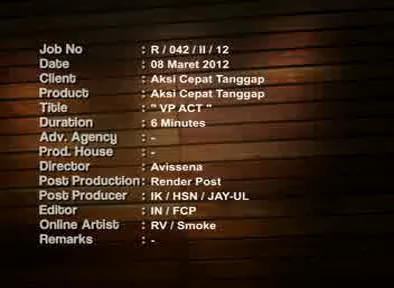 Job No : R / 042 / II / 12
Date : 08 Maret 2012
Client : Aksi Cepat Tanggap
Product : Aksi Cepat Tanggap
Title : " VP ACT "
Duration : 6 Minutes
Adv. Agency : -
Prod. House : -
Director : Avissena
Post Production : Render Post
Post Producer : IK / HSN / JAY-UL
Editor : IN / FCP
Online Artist : RV / Smoke
Remarks : -